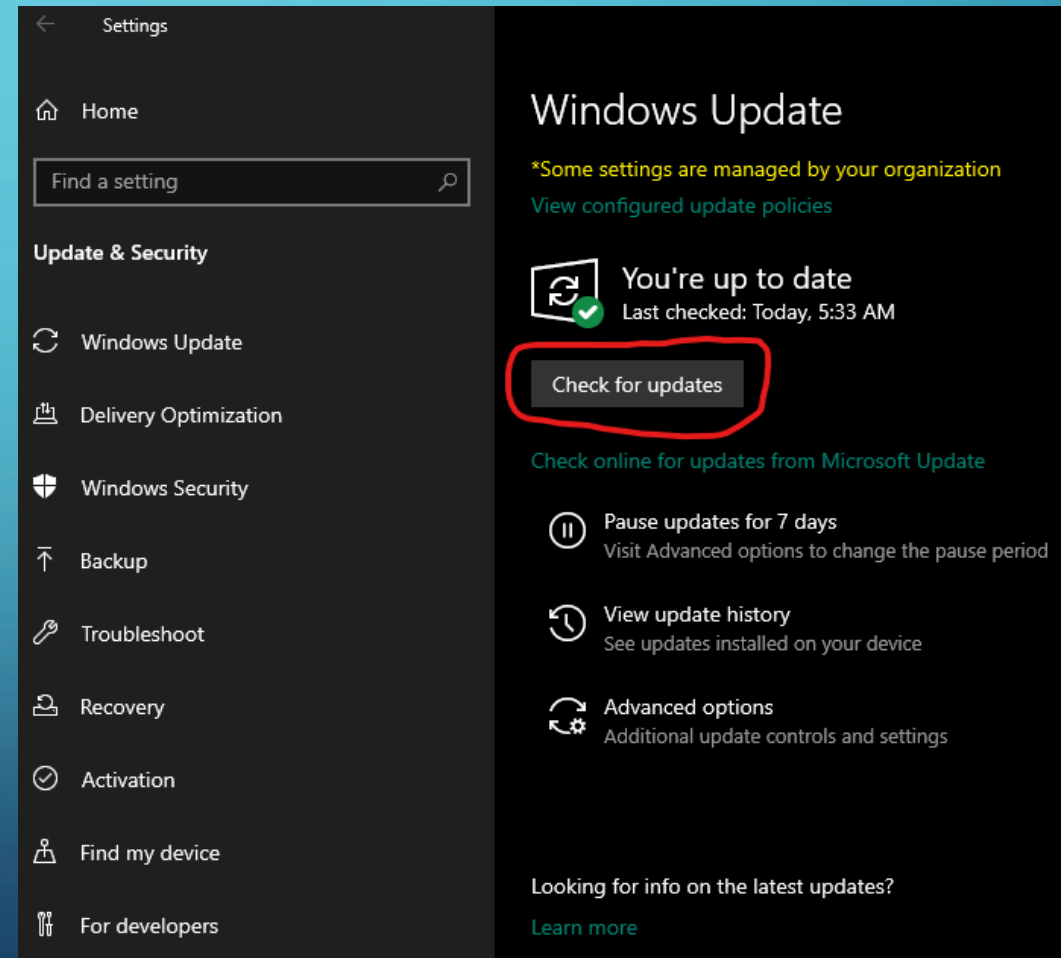 Settings
Home
Find a setting
Update & Security
Windows Update
Delivery Optimization
Windows Security
Backup
Troubleshoot
Recovery
Activation
Find my device
For developers
Windows Update
*Some settings are managed by your organization
View configured update policies
You're up to date
Last checked: Today, 5:33 AM
Check for updates
Check online for updates from Microsoft Update
Pause updates for 7 days
Visit Advanced options to change the pause period
View update history
See updates installed on your device
Advanced options
Additional update controls and settings
Looking for info on the latest updates?
Learn more